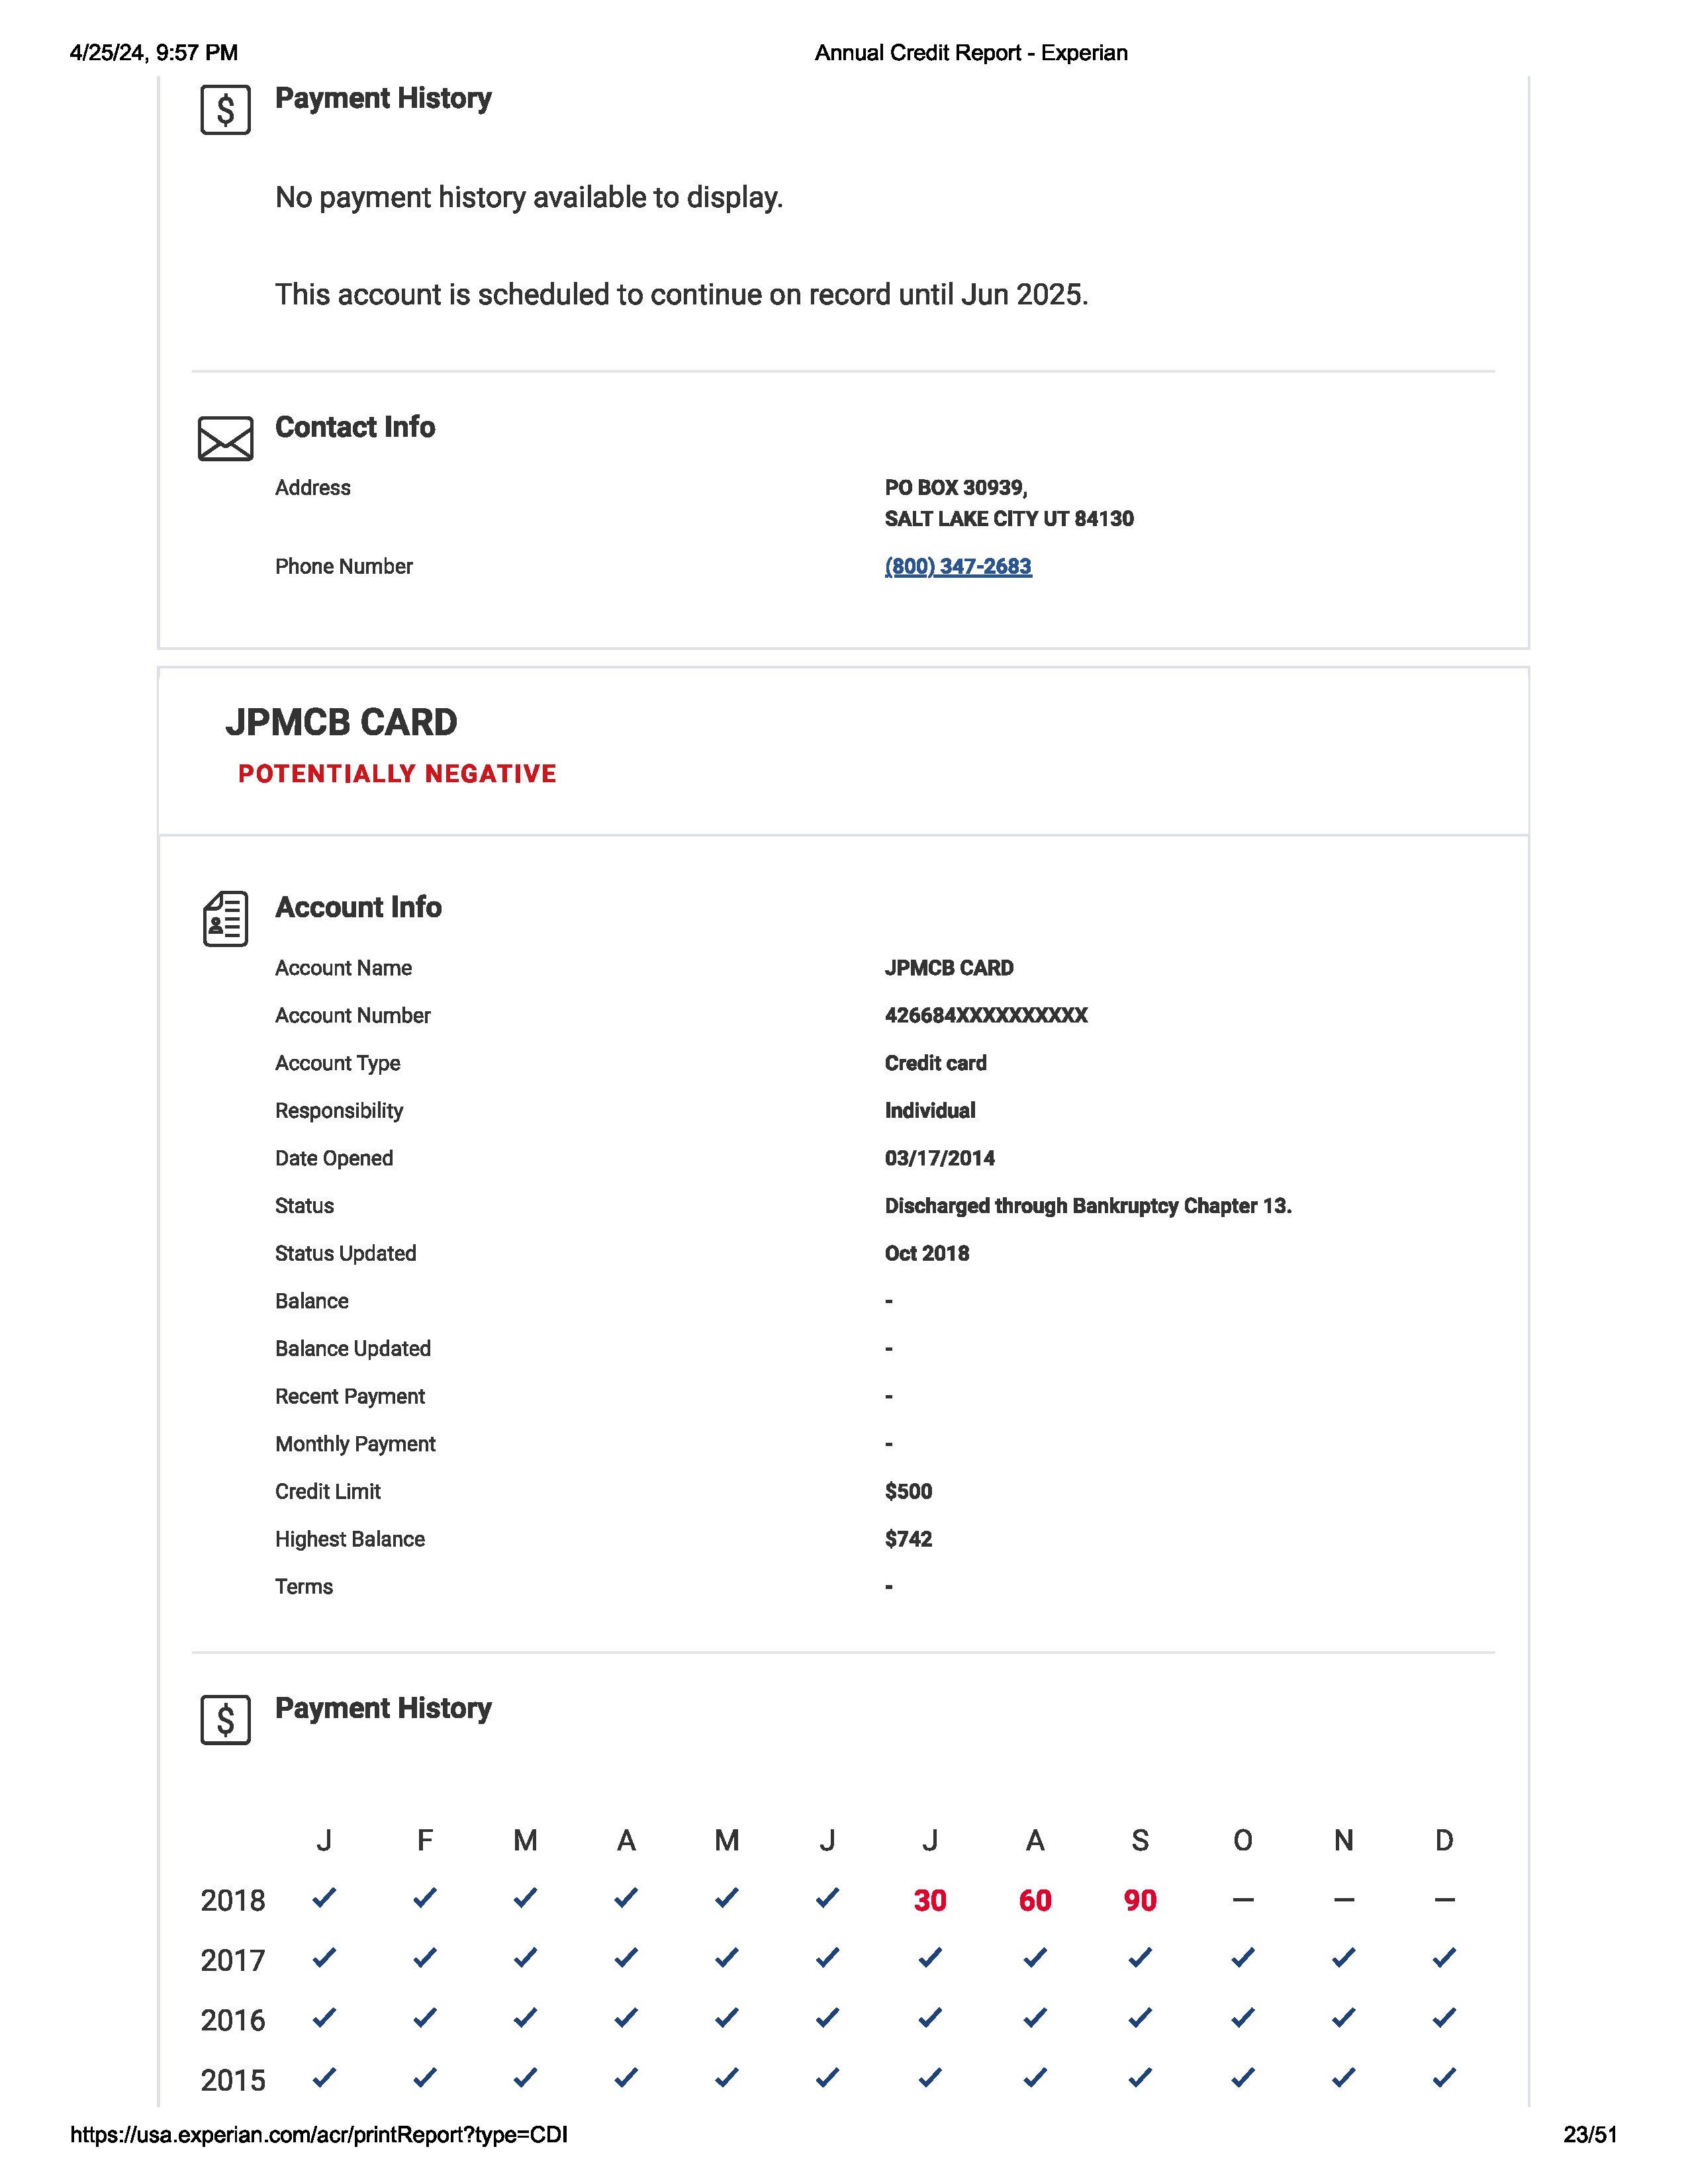 4/25/24, 9:57 PM Annual Credit Report - Experian
Payment History
No payment history available to display.
This account is scheduled to continue on record until Jun 2025.
Contact Info
Address PO BOX 30939,
SALT LAKE CITY UT 84130
Phone Number (800) 347-2683
JPMCB CARD
POTENTIALLY NEGATIVE
Account Info
Account Name JPMCB CARD
Account Number 426684XXXXXXXXXX
Account Type Credit card
Responsibility Individual
Date Opened 03/17/2014
Status Discharged through Bankruptcy Chapter 13.
Status Updated Oct 2018
Balance -
Balance Updated -
Recent Payment -
Monthly Payment -
Credit Limit $500
Highest Balance $742
Terms -
Payment History
J F M A M J J A S O N D
2018 ✓ ✓ ✓ ✓ ✓ ✓ 30 60 90 – – –
2017 ✓ ✓ ✓ ✓ ✓ ✓ ✓ ✓ ✓ ✓ ✓ ✓
2016 ✓ ✓ ✓ ✓ ✓ ✓ ✓ ✓ ✓ ✓ ✓ ✓
2015 ✓ ✓ ✓ ✓ ✓ ✓ ✓ ✓ ✓ ✓ ✓ ✓
https://usa.experian.com/acr/printReport?type=CDI 23/51